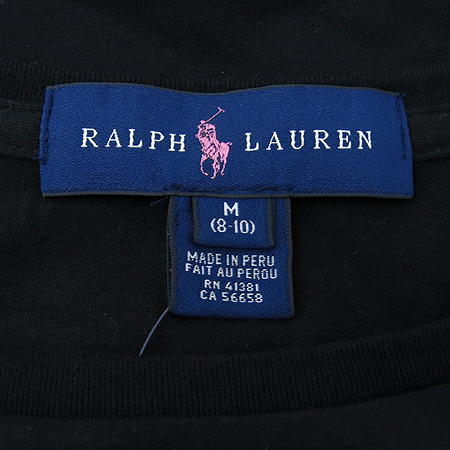 RALPH LAUREN
M
(8-10)
MADE IN PERU
FAIT AU PEROU
RN 41381
CA 56658